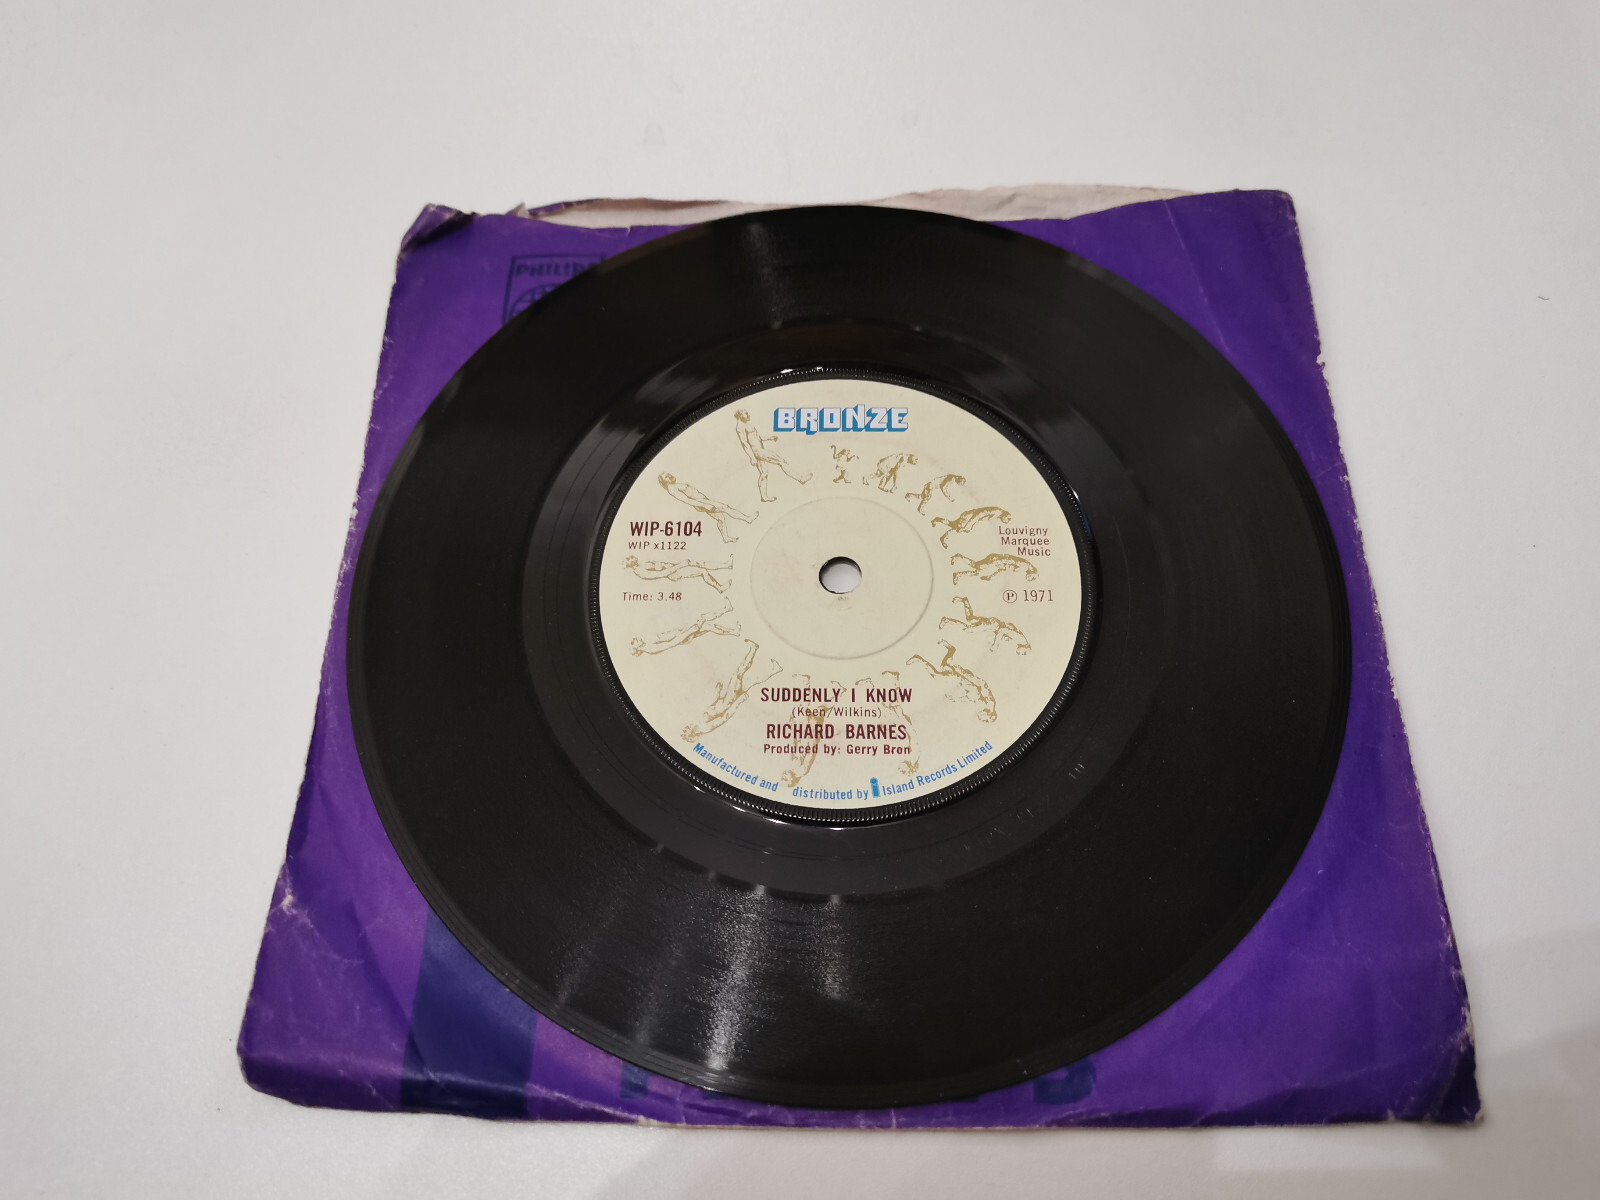 PHILIPS
BRONZE
WIP-6104
WIP x1122
Time: 3.48
Louvigny
Marquee
Music
℗ 1971
SUDDENLY I KNOW
(Keen/Wilkins)
RICHARD BARNES
Produced by: Gerry Bron
Manufactured and distributed by Island Records Limited